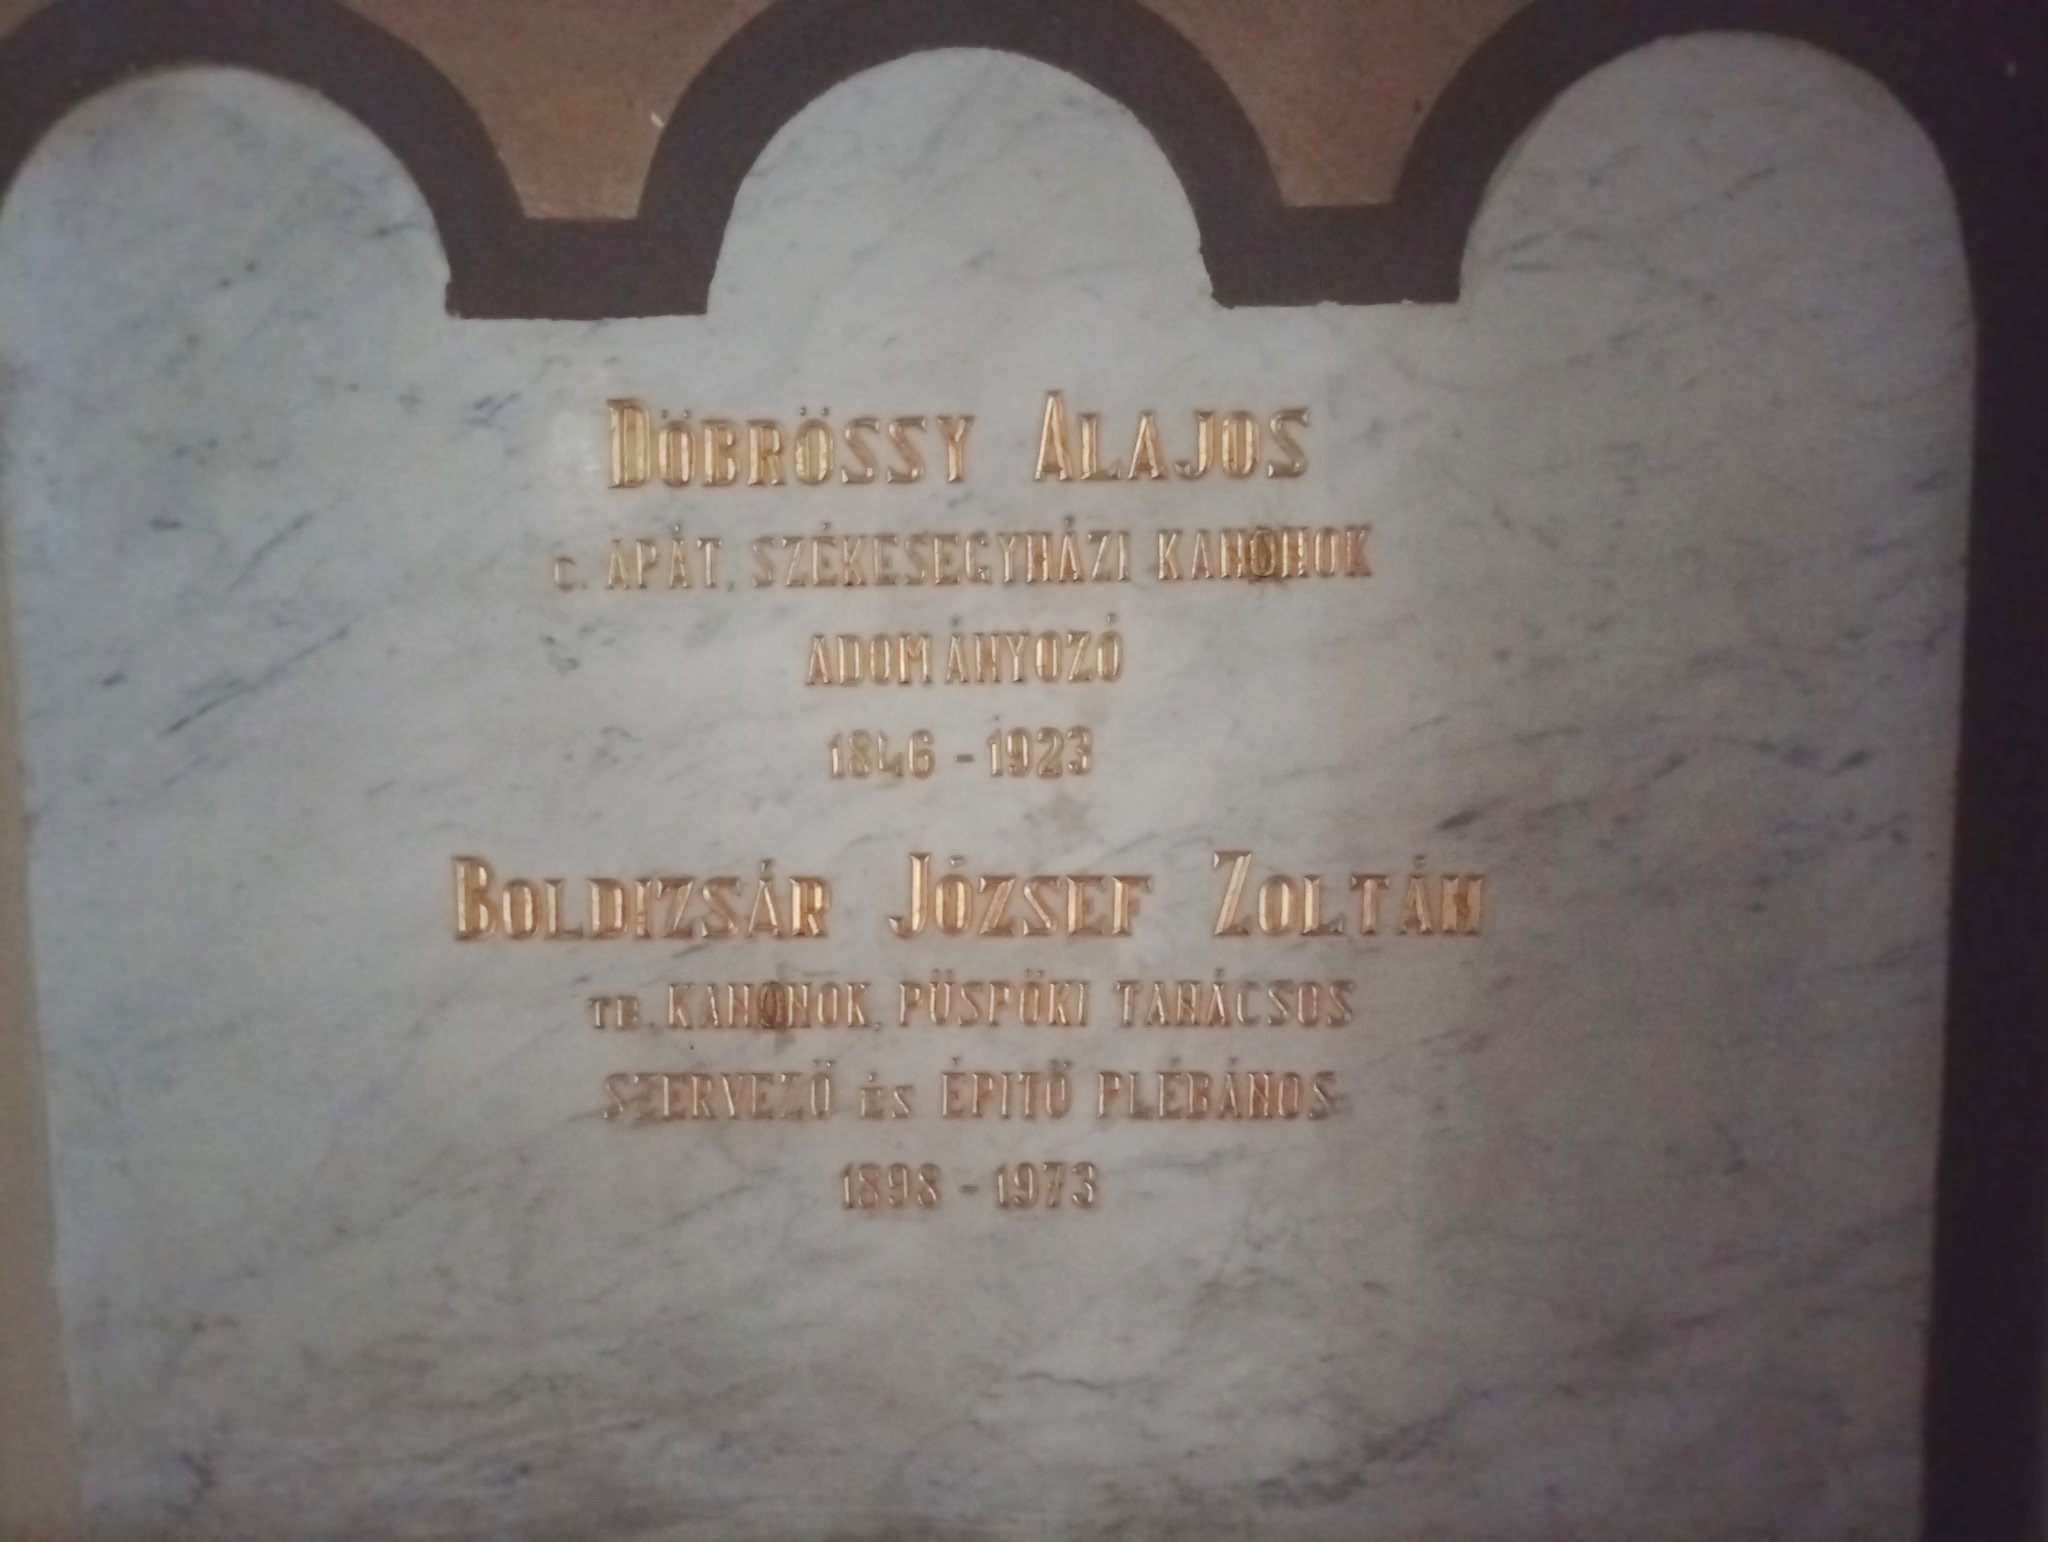 Döbrössy Alajos
c. APÁT, SZÉKESEGYHÁZI KANONOK
ADOMÁNYOZÓ
1846 - 1923
Boldizsár József Zoltán
TB. KANONOK, PÜSPÖKI TANÁCSOS
SZERVEZŐ és ÉPITŐ PLÉBÁNOS
1898 - 1973